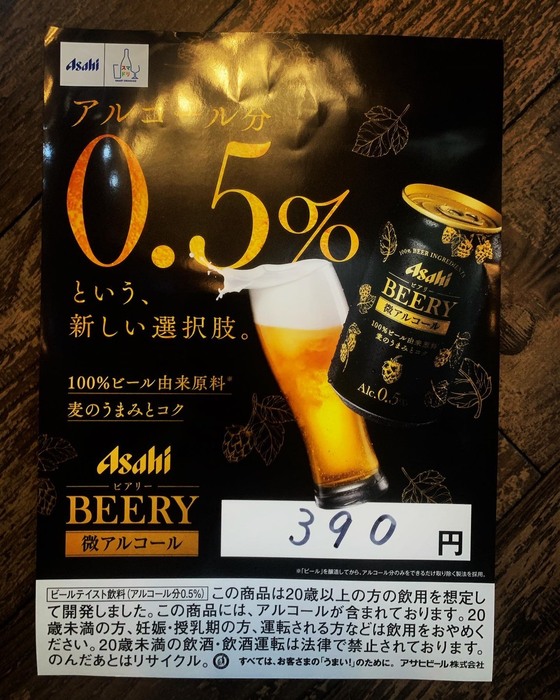 Asahi
スマドリ
アルコール分
0.5%
という、
新しい選択肢。
100% BEER INGREDIENTS
Asahi
ビアリー
BEERY
微アルコール
100%ビール由来原料
麦のうまみとコク
Alc.0.5%
100%ビール由来原料*
麦のうまみとコク
Asahi
ビアリー
BEERY
微アルコール
390円
※「ビール」を醸造してから、アルコール分のみをできるだけ取り除く製法を採用。
ビールテイスト飲料(アルコール分0.5%) この商品は20歳以上の方の飲用を想定し
て開発しました。この商品には、アルコールが含まれております。20
歳未満の方、妊娠・授乳期の方、運転される方などは飲用をおやめく
ださい。20歳未満の飲酒・飲酒運転は法律で禁止されております。
のんだあとはリサイクル。 すべては、お客さまの「うまい!」のために。 アサヒビール株式会社